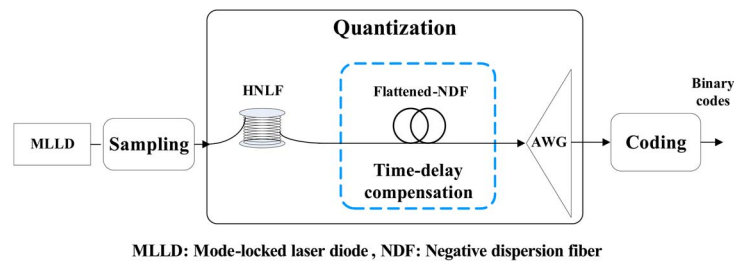 Quantization
HNLF
Flattened-NDF
Binary
codes
MLLD
Sampling
AWG
Coding
Time-delay
compensation
MLLD: Mode-locked laser diode , NDF: Negative dispersion fiber